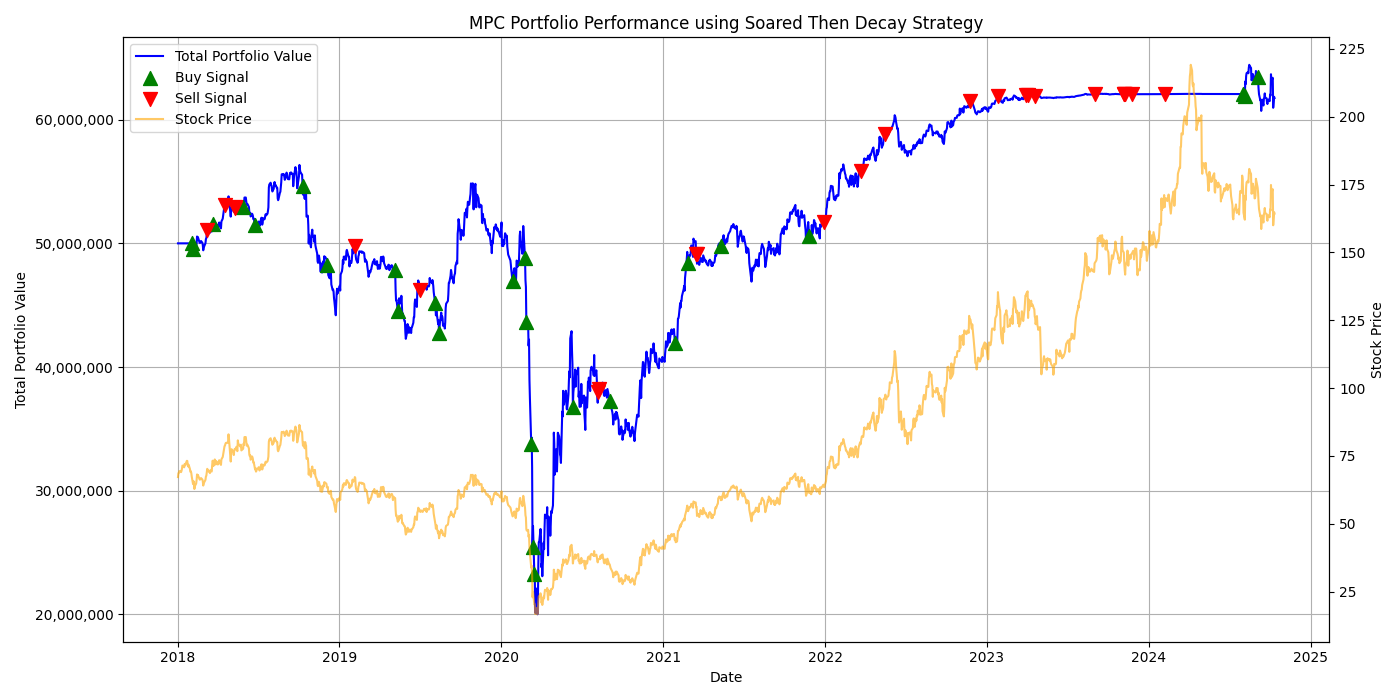 MPC Portfolio Performance using Soared Then Decay Strategy
Total Portfolio Value
Buy Signal
Sell Signal
Stock Price
60,000,000
50,000,000
40,000,000
30,000,000
20,000,000
Total Portfolio Value
225
200
175
150
125
100
75
50
25
Stock Price
2018
2019
2020
2021
2022
2023
2024
2025
Date